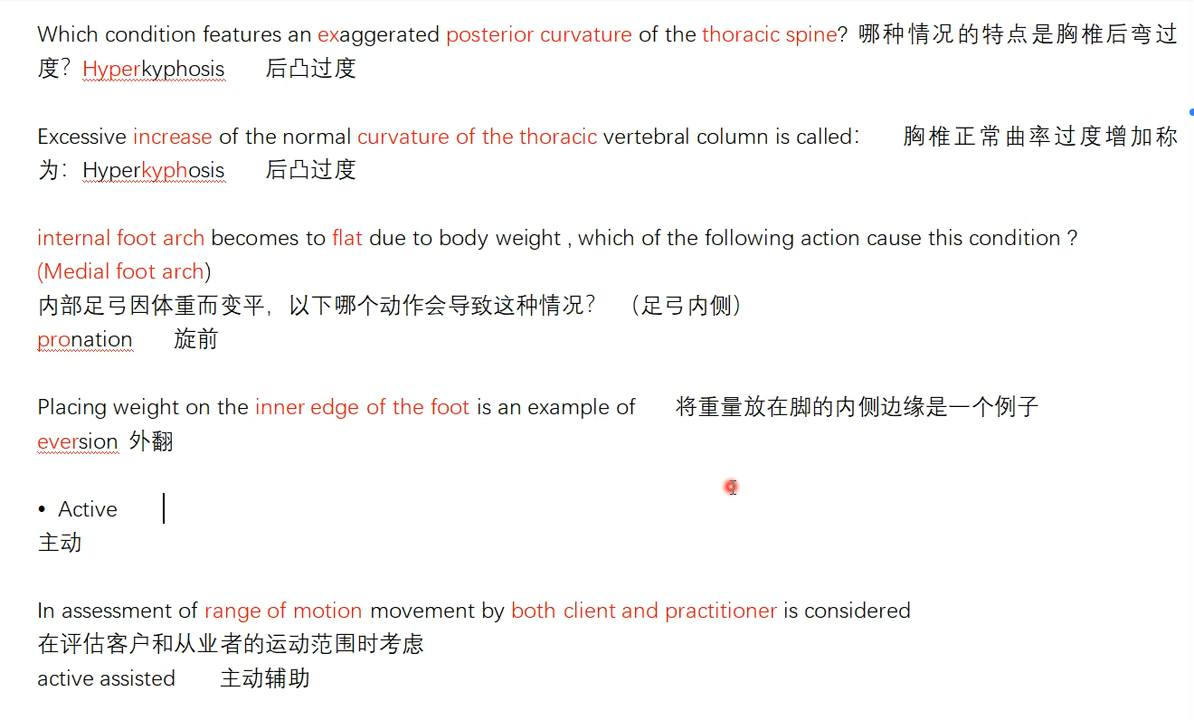 Which condition features an exaggerated posterior curvature of the thoracic spine? 哪种情况的特点是胸椎后弯过
度？Hyperkyphosis 后凸过度
Excessive increase of the normal curvature of the thoracic vertebral column is called： 胸椎正常曲率过度增加称
为：Hyperkyphosis 后凸过度
internal foot arch becomes to flat due to body weight , which of the following action cause this condition ?
(Medial foot arch)
内部足弓因体重而变平，以下哪个动作会导致这种情况？ （足弓内侧）
pronation 旋前
Placing weight on the inner edge of the foot is an example of 将重量放在脚的内侧边缘是一个例子
eversion 外翻
• Active
主动
In assessment of range of motion movement by both client and practitioner is considered
在评估客户和从业者的运动范围时考虑
active assisted 主动辅助